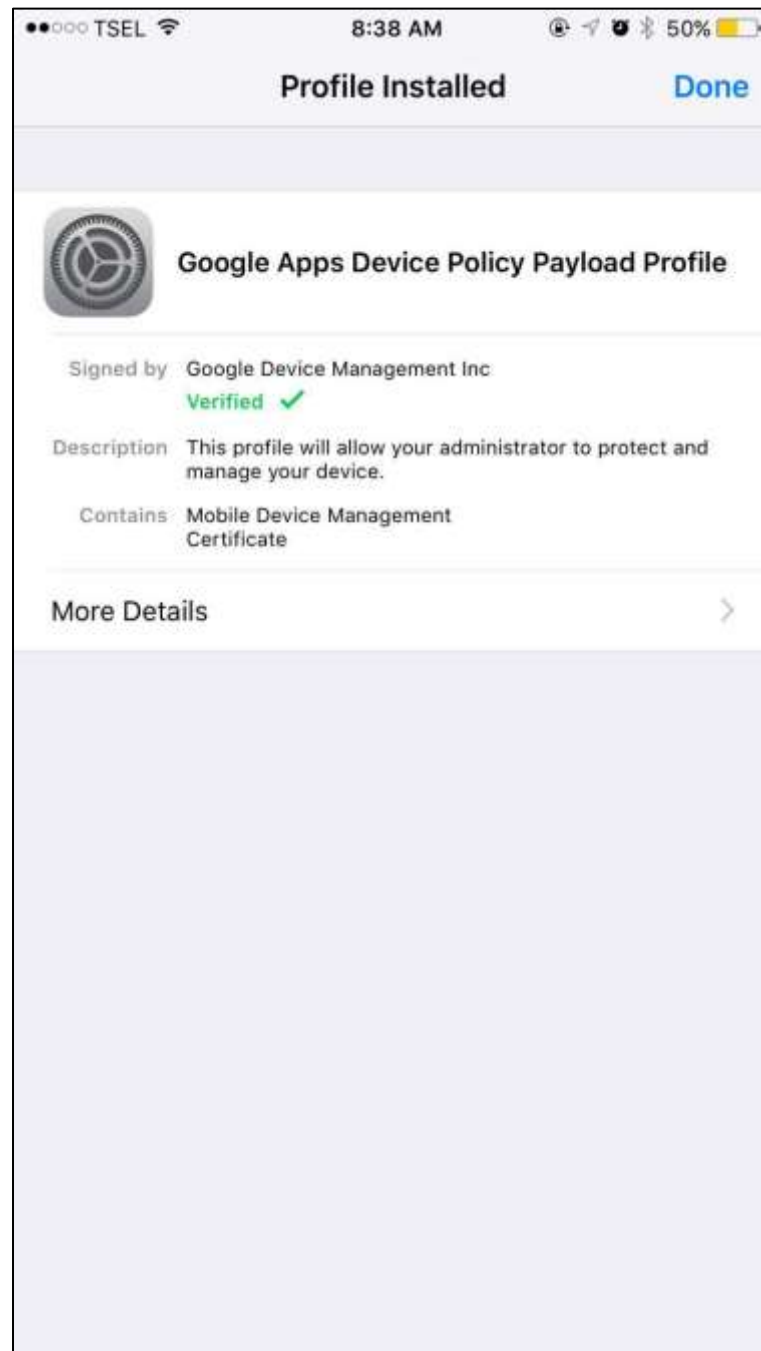 TSEL 8:38 AM 50%
Profile Installed Done
Google Apps Device Policy Payload Profile
Signed by Google Device Management Inc
Verified
Description This profile will allow your administrator to protect and
manage your device.
Contains Mobile Device Management
Certificate
More Details